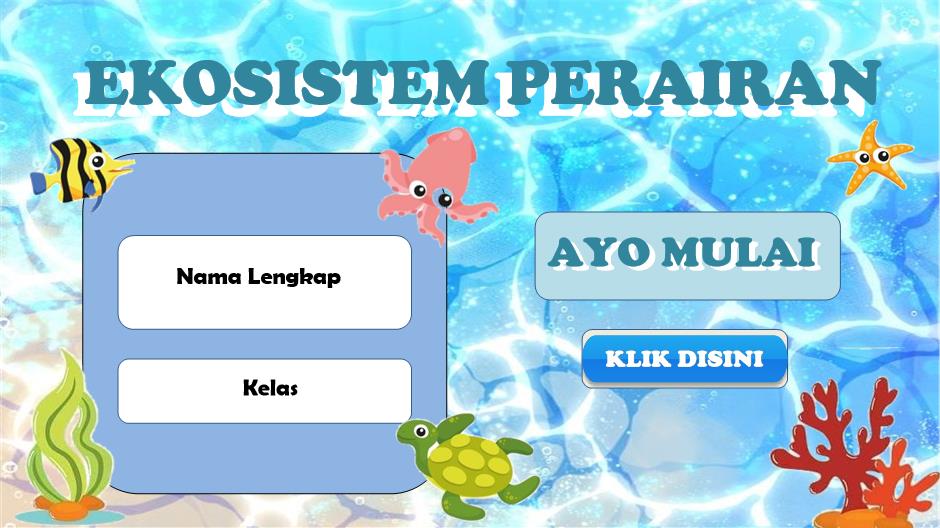 EKOSISTEM PERAIRAN
Nama Lengkap
Kelas
AYO MULAI
KLIK DISINI